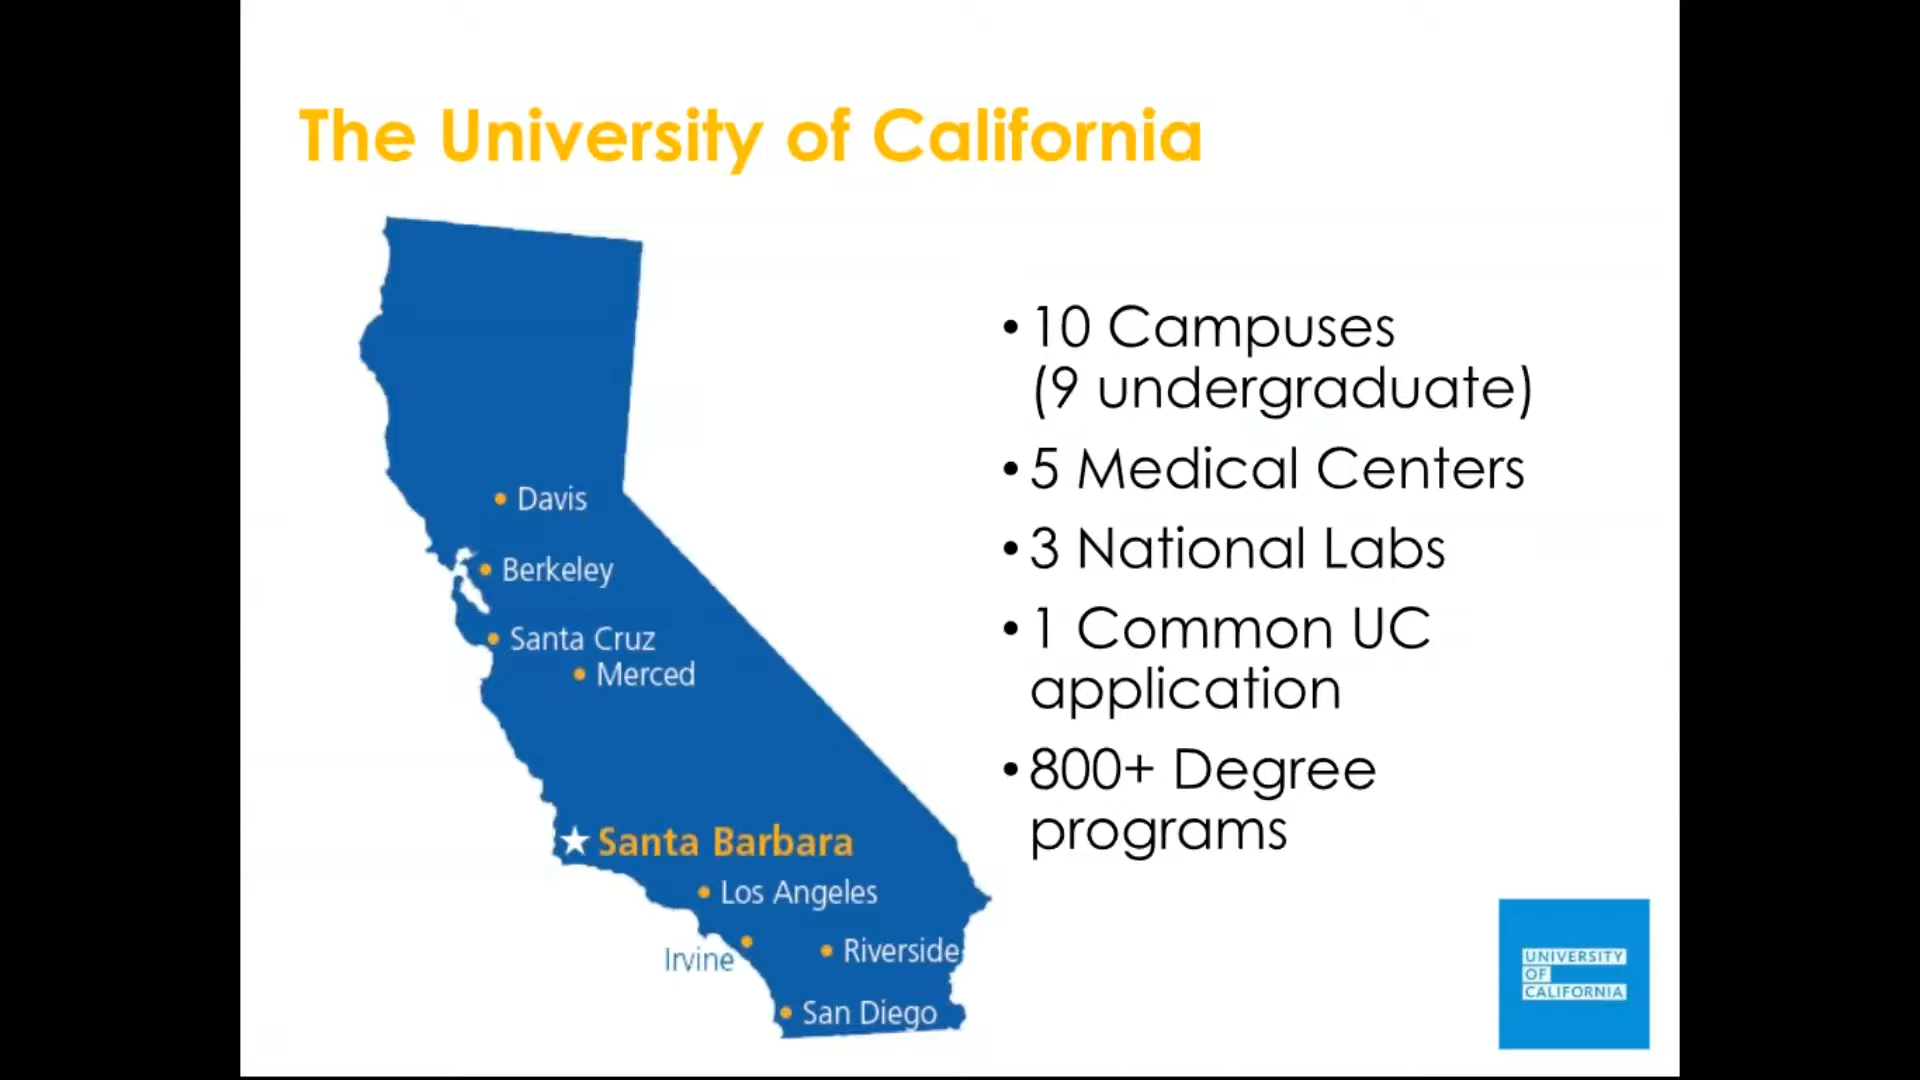 The University of California
Davis
Berkeley
Santa Cruz
Merced
Santa Barbara
Los Angeles
Irvine
Riverside
San Diego
• 10 Campuses
(9 undergraduate)
• 5 Medical Centers
• 3 National Labs
• 1 Common UC
application
• 800+ Degree
programs
UNIVERSITY
OF
CALIFORNIA